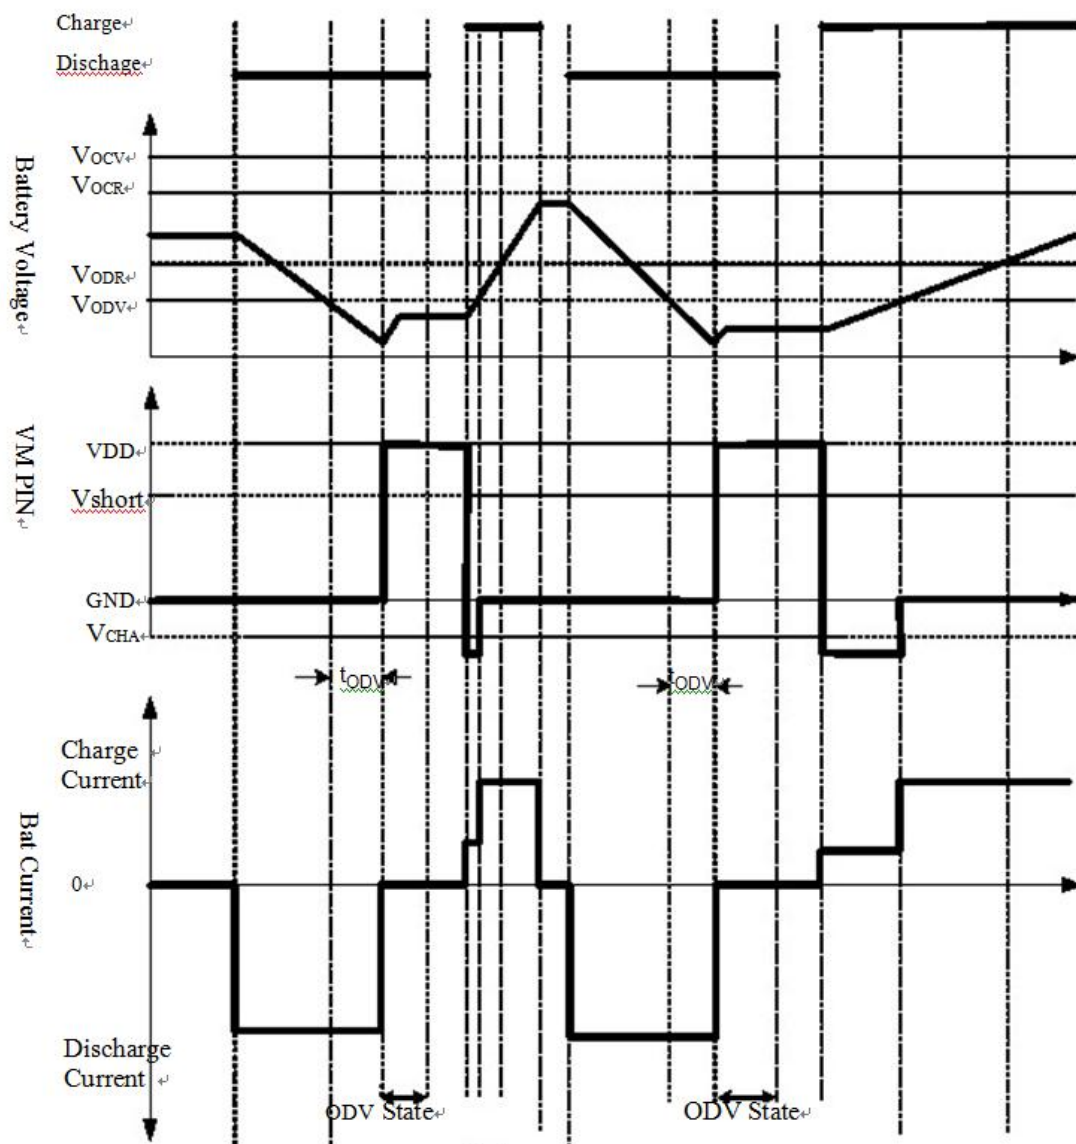 Charge
Dischage
Battery Voltage
VOCV
VOCR
VODR
VODV
VM PIN
VDD
Vshort
GND
VCHA
tODV
tODV
Bat Current
Charge
Current
0
Discharge
Current
ODV State
ODV State